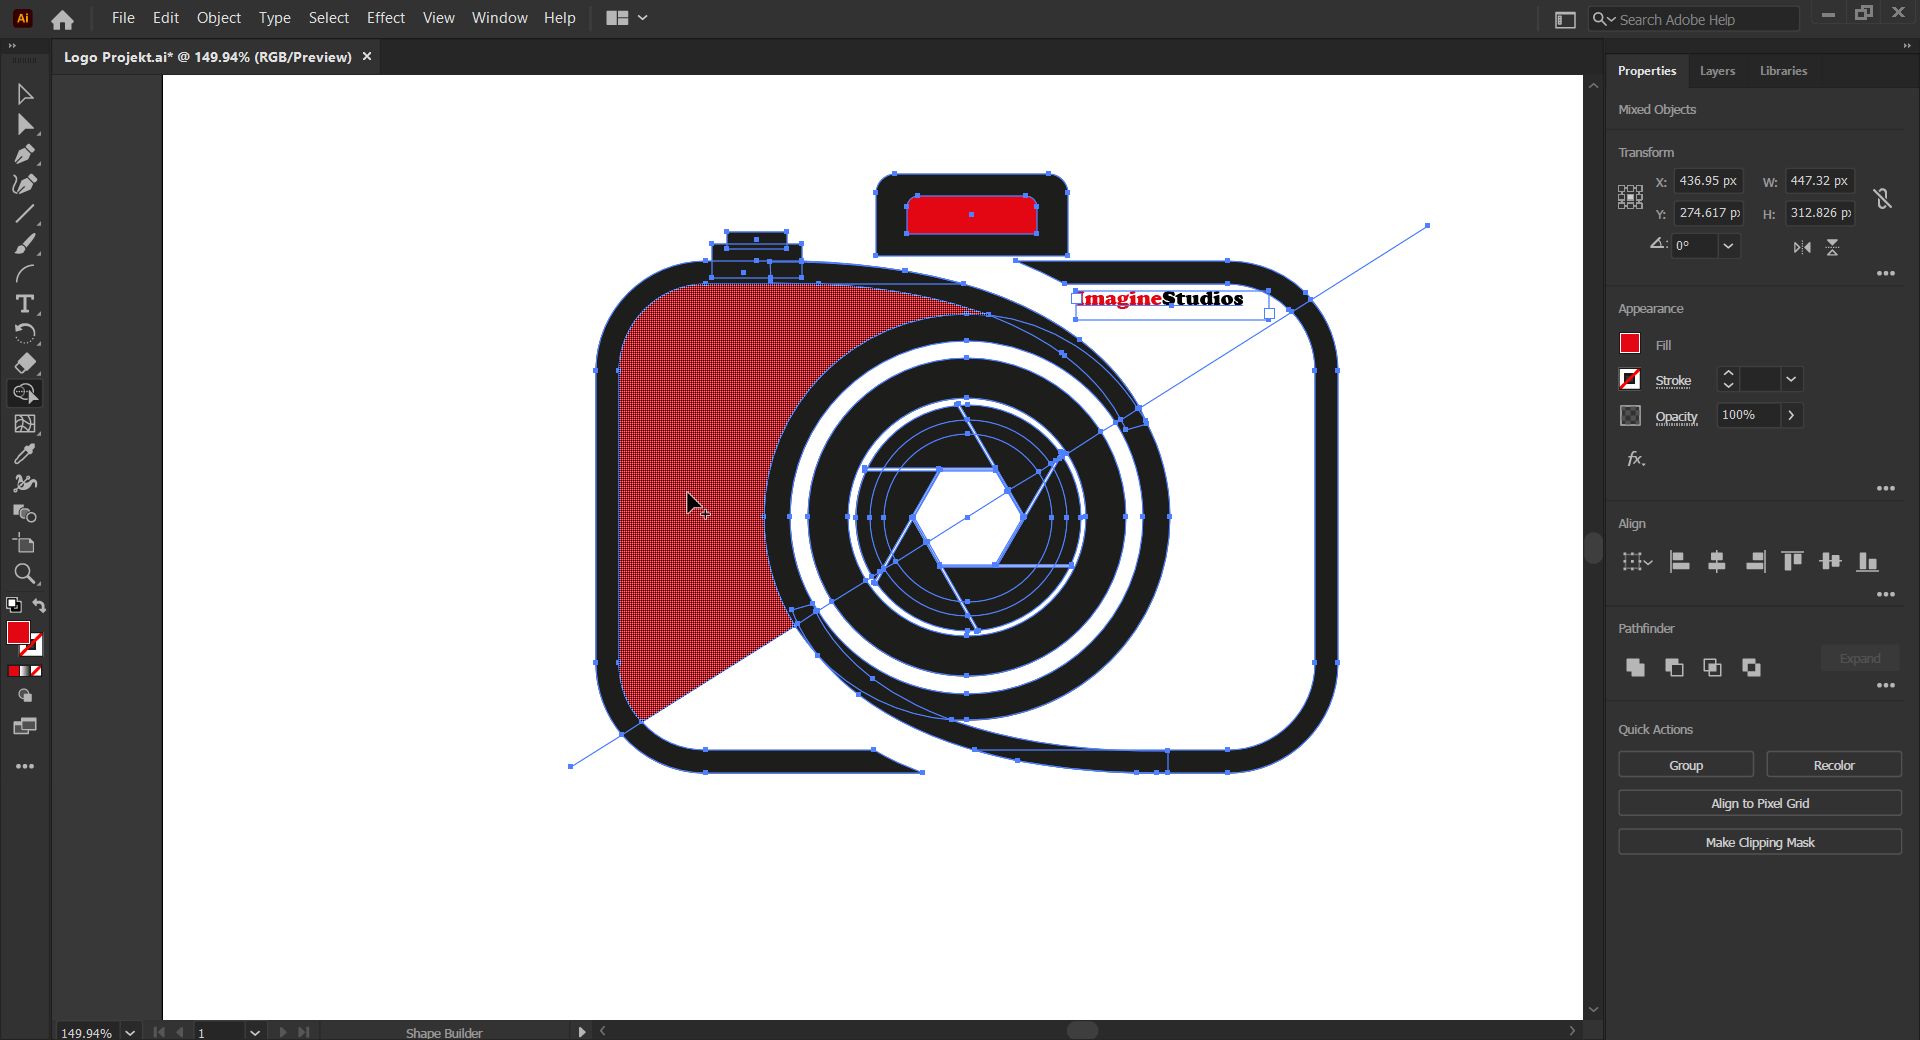 Ai File Edit Object Type Select Effect View Window Help Search Adobe Help
Logo Projekt.ai* @ 149.94% (RGB/Preview)
Properties Layers Libraries
Mixed Objects
Transform
X: 436.95 px W: 447.32 px
Y: 274.617 px H: 312.826 px
0°
ImagineStudios
Appearance
Fill
Stroke
Opacity 100%
fx.
Align
Pathfinder
Expand
Quick Actions
Group Recolor
Align to Pixel Grid
Make Clipping Mask
149.94% 1 Shape Builder